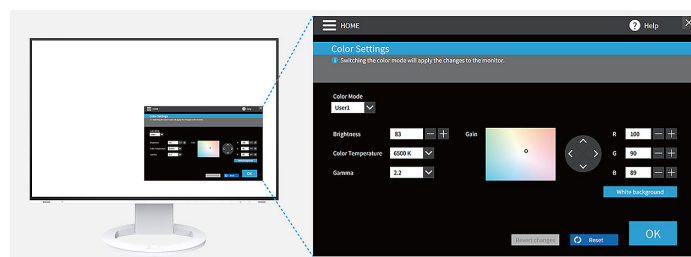 HOME
? Help
Color Settings
Switching the color mode will apply the changes to the monitor.
Color Mode
User1
Brightness 83 Gain R 100
Color Temperature 6500 K G 90
Gamma 2.2 B 89
White background
Revert changes Reset OK